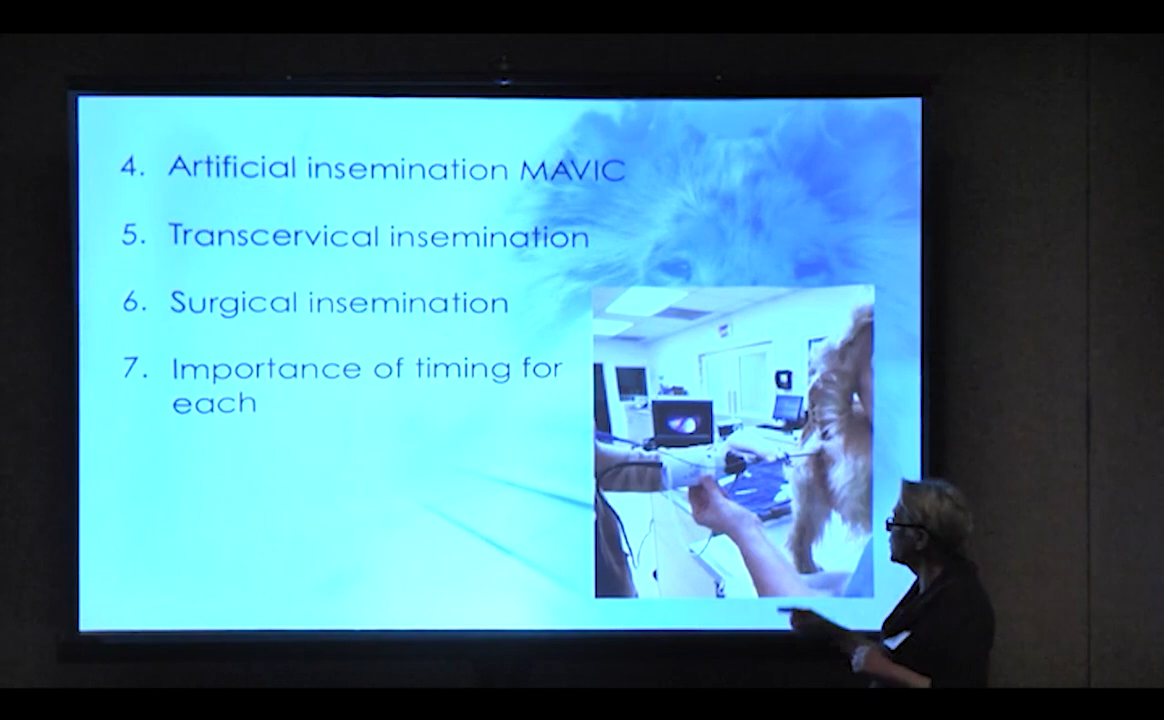 4. Artificial insemination MAVIC
5. Transcervical insemination
6. Surgical insemination
7. Importance of timing for
each